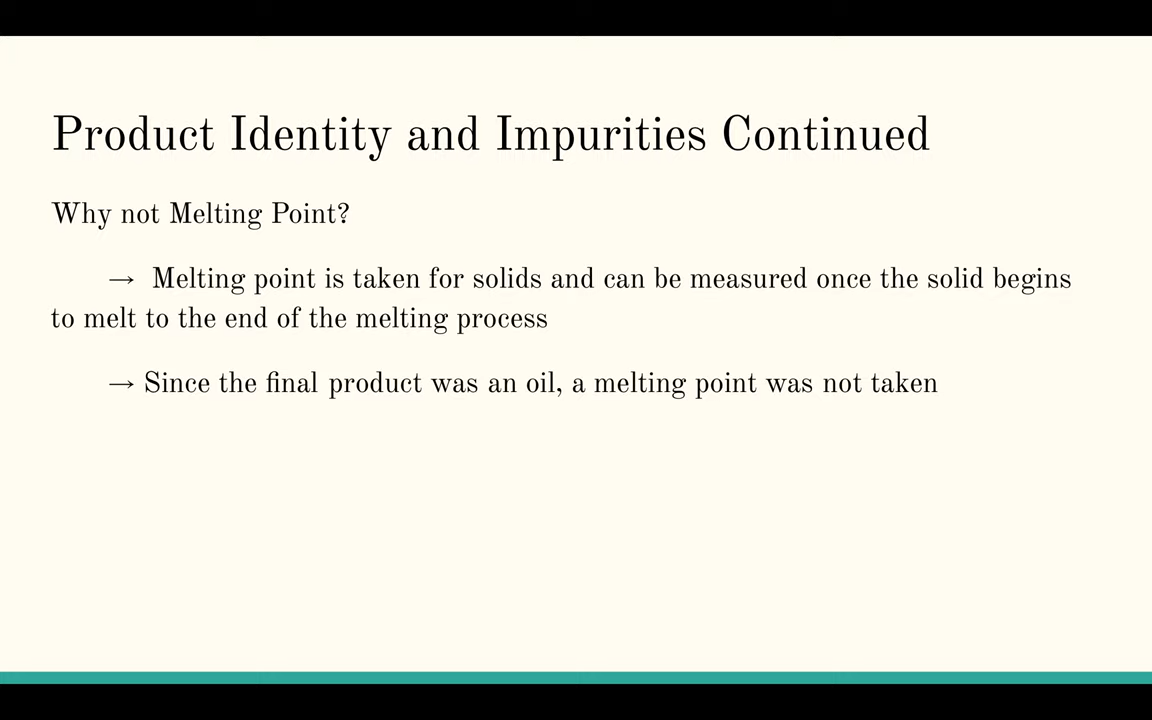 Product Identity and Impurities Continued
Why not Melting Point?
→ Melting point is taken for solids and can be measured once the solid begins
to melt to the end of the melting process
→ Since the final product was an oil, a melting point was not taken